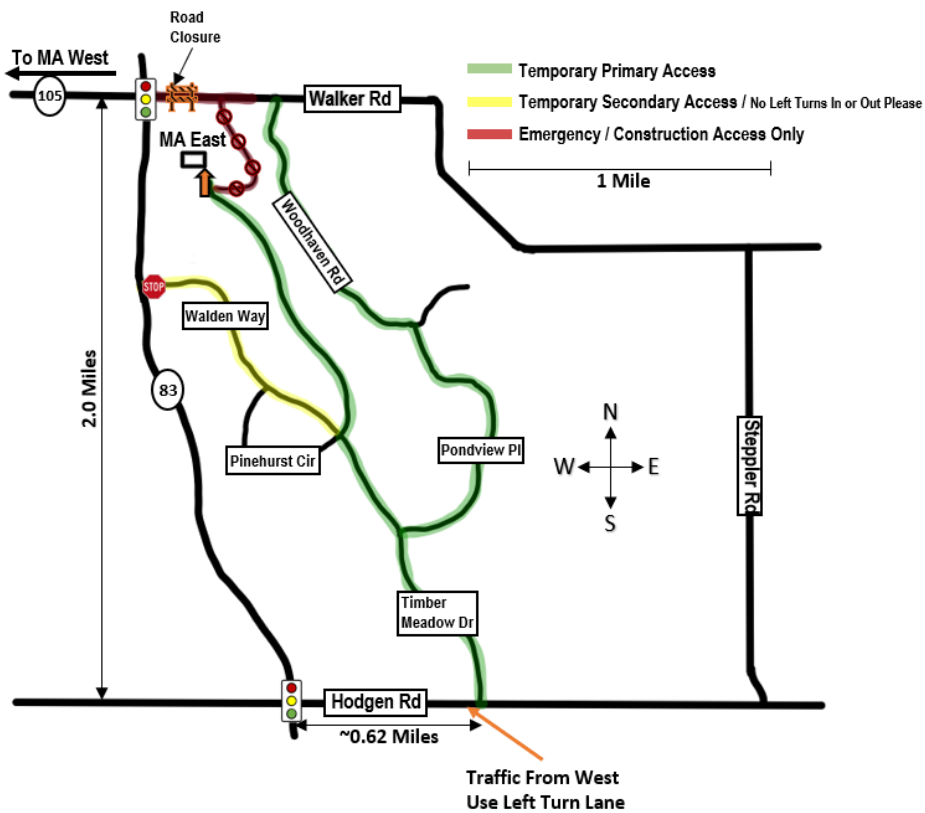 Road
Closure
To MA West
105
Walker Rd
Temporary Primary Access
Temporary Secondary Access / No Left Turns In or Out Please
Emergency / Construction Access Only
1 Mile
MA East
Woodhaven Rd
STOP
Walden Way
83
2.0 Miles
Pinehurst Cir
Pondview Pl
N
W
E
S
Steppler Rd
Timber
Meadow Dr
Hodgen Rd
~0.62 Miles
Traffic From West
Use Left Turn Lane